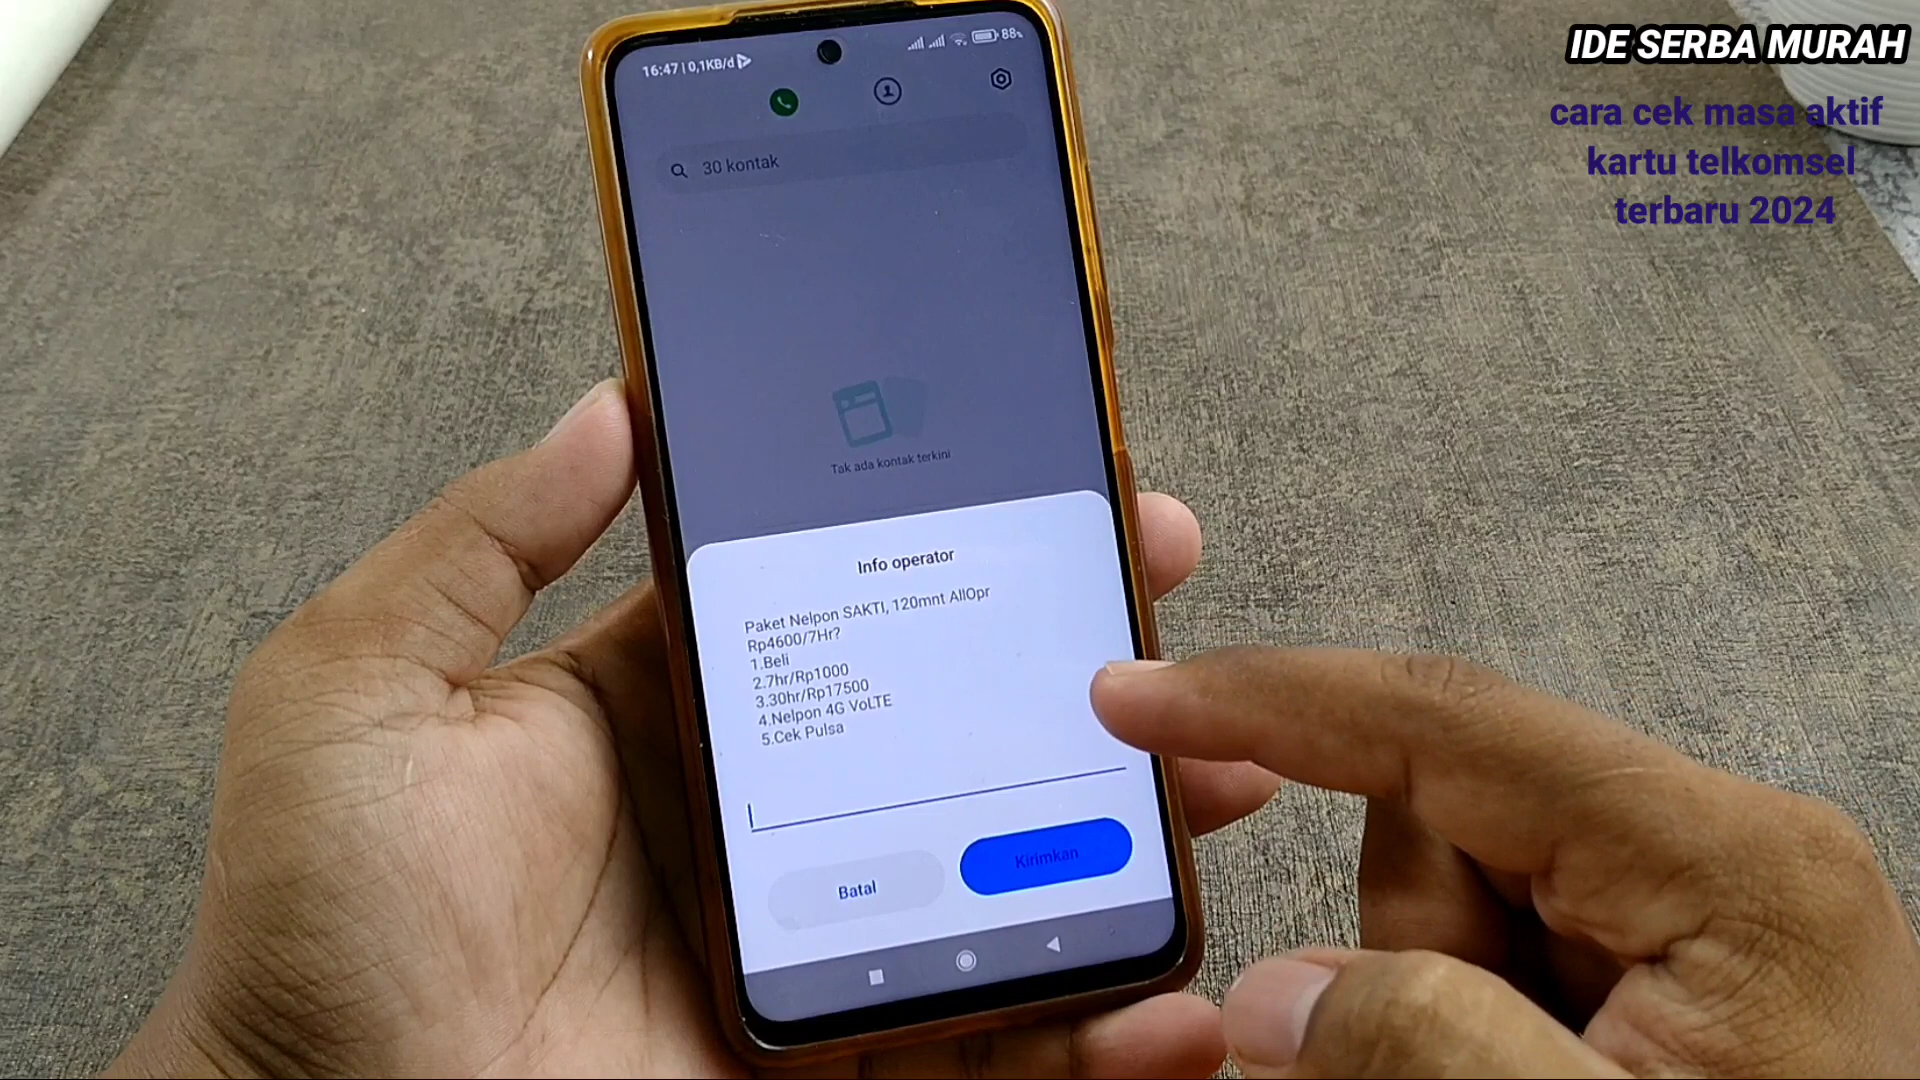 IDE SERBA MURAH
cara cek masa aktif
kartu telkomsel
terbaru 2024
16:47 | 0,1KB/d
88%
30 kontak
Tak ada kontak terkini
Info operator
Paket Nelpon SAKTI, 120mnt AllOpr
Rp4600/7Hr?
1.Beli
2.7hr/Rp1000
3.30hr/Rp17500
4.Nelpon 4G VoLTE
5.Cek Pulsa
Batal
Kirimkan